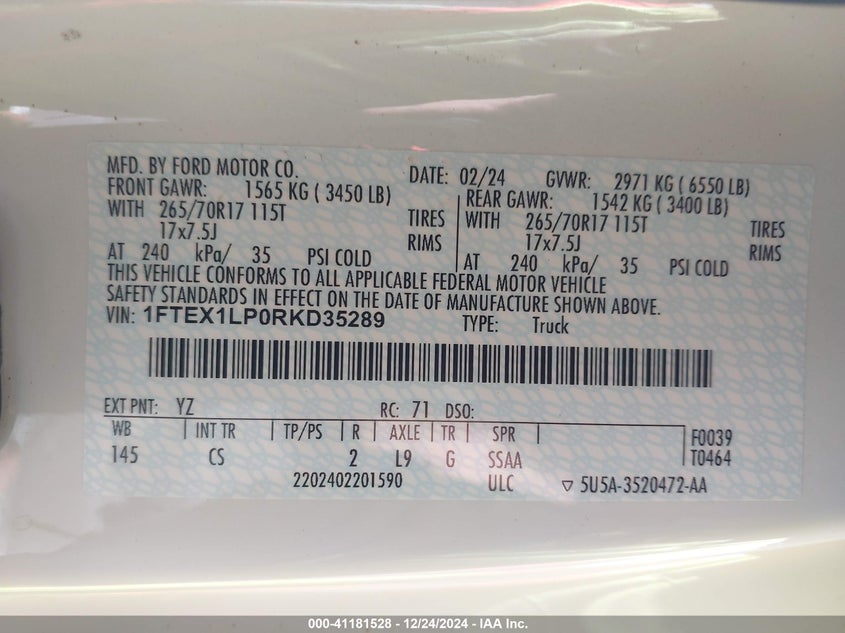 MFD. BY FORD MOTOR CO. DATE: 02/24 GVWR: 2971 KG ( 6550 LB)
FRONT GAWR: 1565 KG ( 3450 LB) REAR GAWR: 1542 KG ( 3400 LB)
WITH 265/70R17 115T TIRES WITH 265/70R17 115T TIRES
17x7.5J RIMS 17x7.5J RIMS
AT 240 kPa/ 35 PSI COLD AT 240 kPa/ 35 PSI COLD
THIS VEHICLE CONFORMS TO ALL APPLICABLE FEDERAL MOTOR VEHICLE
SAFETY STANDARDS IN EFFECT ON THE DATE OF MANUFACTURE SHOWN ABOVE.
VIN: 1FTEX1LP0RKD35289 TYPE: Truck
EXT PNT: YZ RC: 71 DSO:
WB INT TR TP/PS R AXLE TR SPR F0039
145 CS 2 L9 G SSAA T0464
2202402201590 ULC ▽ 5U5A-3520472-AA
000-41181528 - 12/24/2024 - IAA Inc.